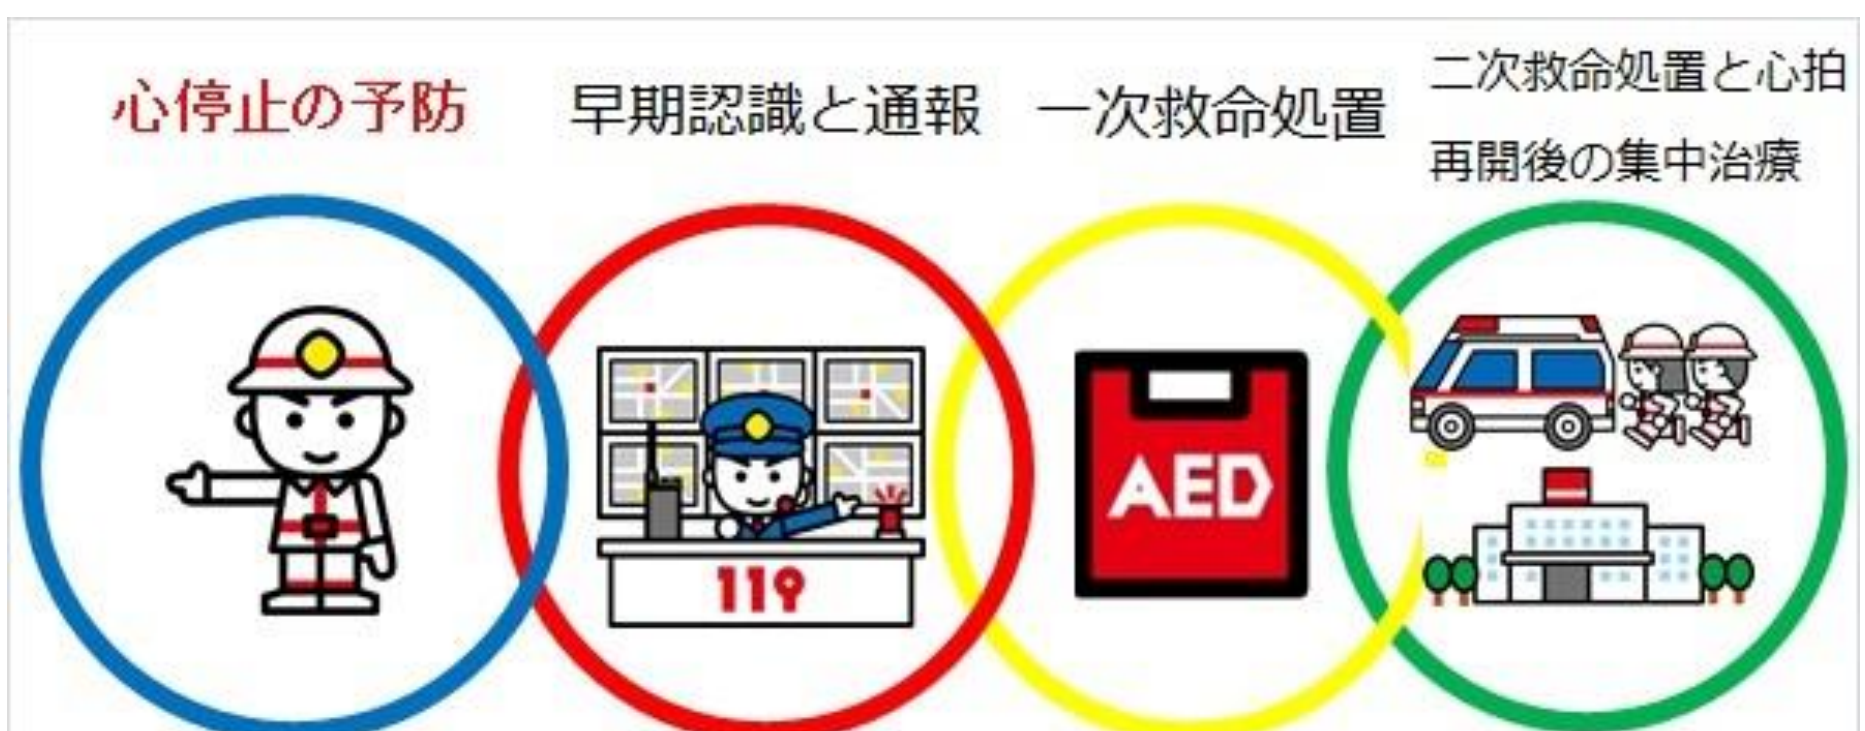 心停止の予防
早期認識と通報
一次救命処置
二次救命処置と心拍
再開後の集中治療
119
AED